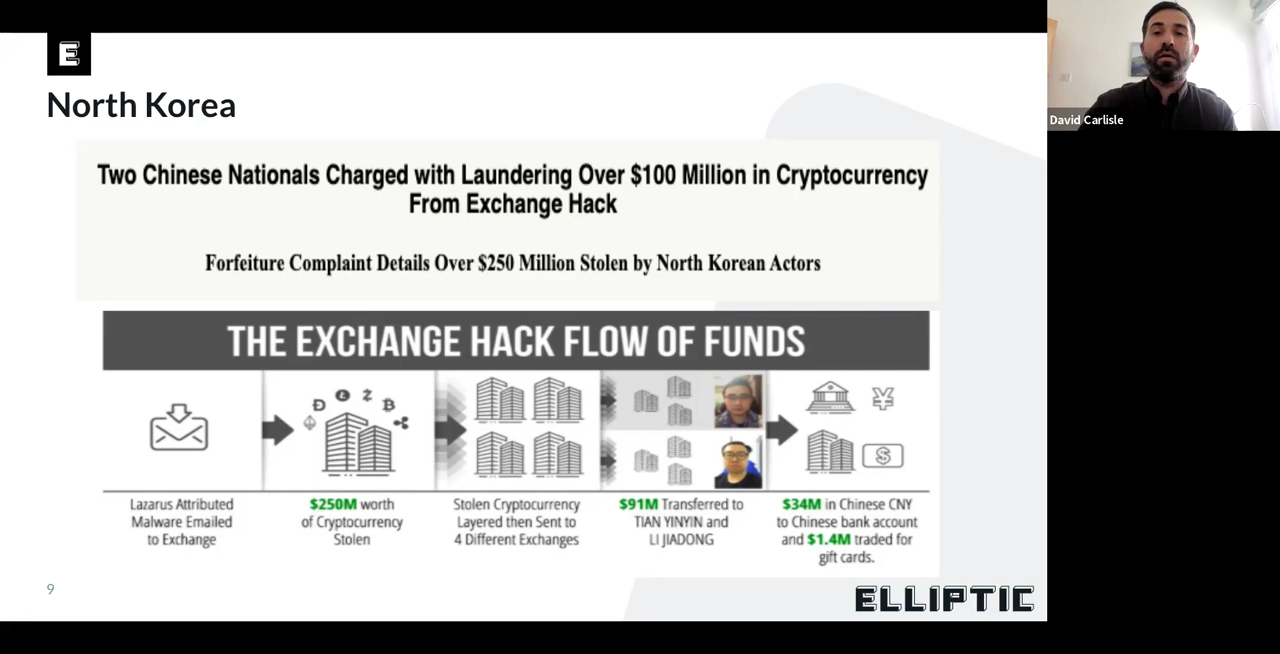 E
North Korea
Two Chinese Nationals Charged with Laundering Over $100 Million in Cryptocurrency
From Exchange Hack
Forfeiture Complaint Details Over $250 Million Stolen by North Korean Actors
THE EXCHANGE HACK FLOW OF FUNDS
Lazarus Attributed
Malware Emailed
to Exchange
$250M worth
of Cryptocurrency
Stolen
Stolen Cryptocurrency
Layered then Sent to
4 Different Exchanges
$91M Transferred to
TIAN YINYIN and
LI JIADONG
$34M in Chinese CNY
to Chinese bank account
and $1.4M traded for
gift cards.
9
ELLIPTIC
David Carlisle